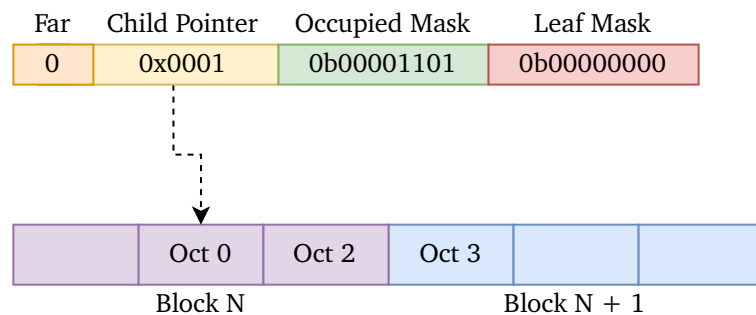 Far Child Pointer Occupied Mask Leaf Mask
0 0x0001 0b00001101 0b00000000
Oct 0 Oct 2 Oct 3
Block N Block N + 1